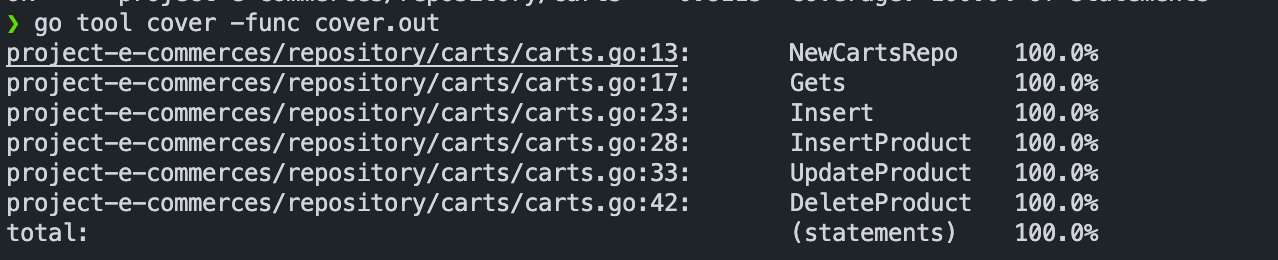 ❯ go tool cover -func cover.out
project-e-commerces/repository/carts/carts.go:13: NewCartsRepo 100.0%
project-e-commerces/repository/carts/carts.go:17: Gets 100.0%
project-e-commerces/repository/carts/carts.go:23: Insert 100.0%
project-e-commerces/repository/carts/carts.go:28: InsertProduct 100.0%
project-e-commerces/repository/carts/carts.go:33: UpdateProduct 100.0%
project-e-commerces/repository/carts/carts.go:42: DeleteProduct 100.0%
total: (statements) 100.0%